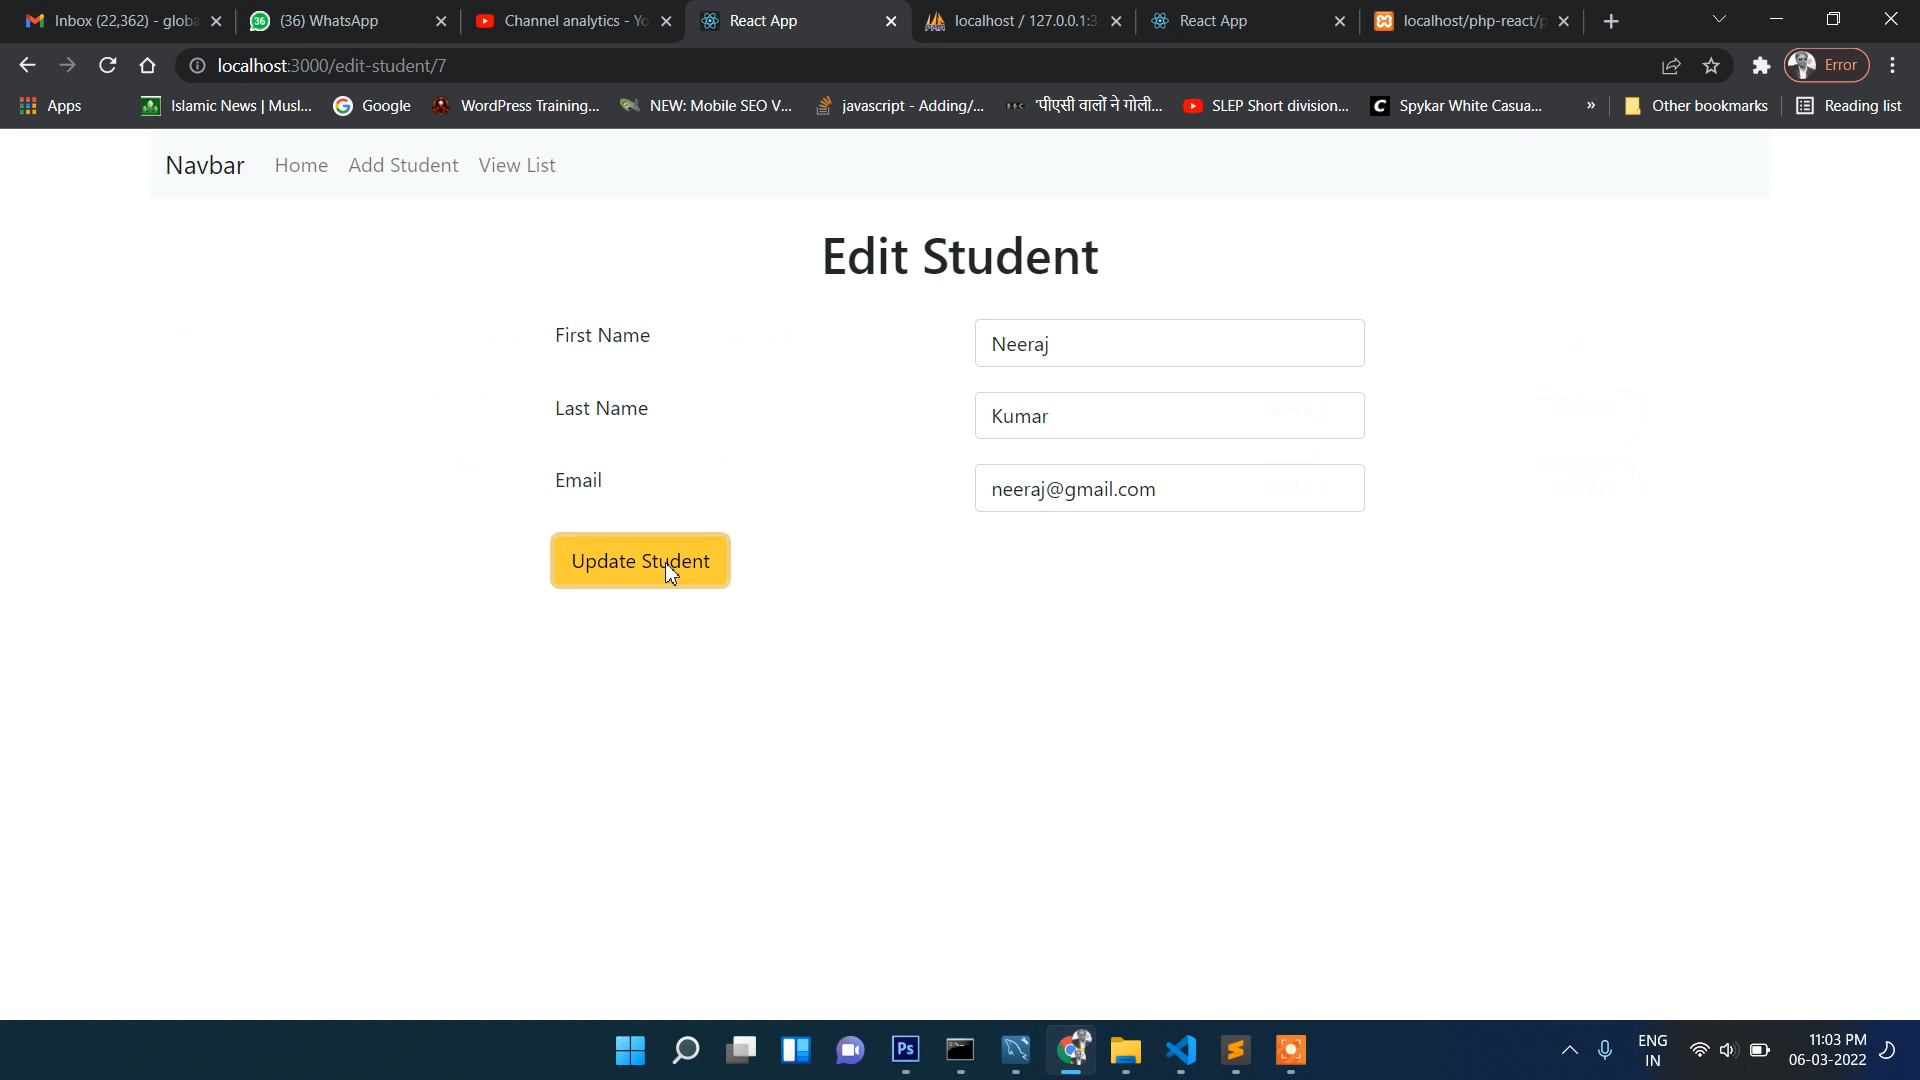 Inbox (22,362) - globa
(36) WhatsApp
Channel analytics - Yo
React App
localhost / 127.0.0.1:3
React App
localhost/php-react/p
localhost:3000/edit-student/7
Error
Apps
Islamic News | Musl...
Google
WordPress Training...
NEW: Mobile SEO V...
javascript - Adding/...
'पीएसी वालों ने गोली...
SLEP Short division...
Spykar White Casua...
»
Other bookmarks
Reading list
Navbar
Home
Add Student
View List
Edit Student
First Name
Neeraj
Last Name
Kumar
Email
neeraj@gmail.com
Update Student
Ps
ENG
IN
11:03 PM
06-03-2022